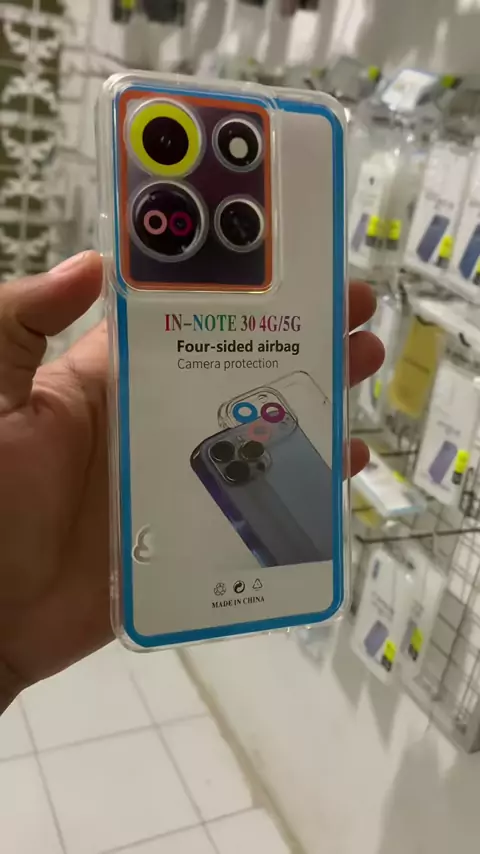 IN-NOTE 30 4G/5G
Four-sided airbag
Camera protection
MADE IN CHINA